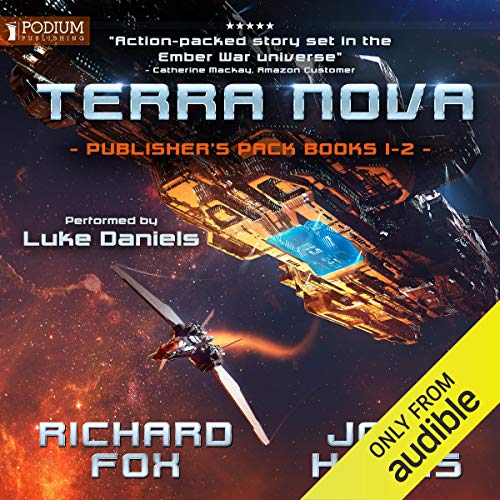 PODIUM
PUBLISHING
"Action-packed story set in the
Ember War universe"
- Catherine Mackay, Amazon Customer
TERRA NOVA
- PUBLISHER'S PACK BOOKS 1-2 -
Performed by
Luke Daniels
RICHARD
FOX
ONLY FROM
audible